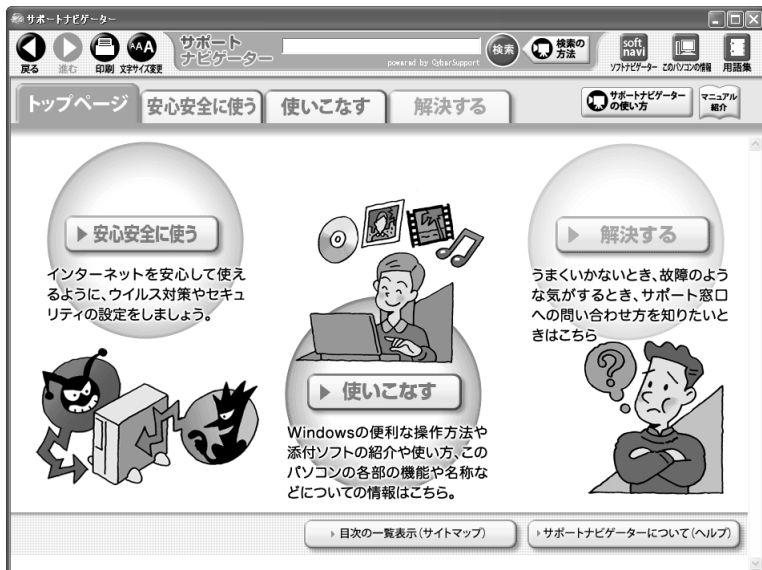 サポートナビゲーター
戻る
進む
印刷
AAA
文字サイズ変更
サポート
ナビゲーター
powered by CyberSupport
検索
検索の
方法
soft
navi
ソフトナビゲーター
このパソコンの情報
用語集
トップページ
安心安全に使う
使いこなす
解決する
サポートナビゲーター
の使い方
マニュアル
紹介
安心安全に使う
インターネットを安心して使え
るように、ウイルス対策やセキュ
リティの設定をしましょう。
使いこなす
Windowsの便利な操作方法や
添付ソフトの紹介や使い方、この
パソコンの各部の機能や名称な
どについての情報はこちら。
解決する
うまくいかないとき、故障のよう
な気がするとき、サポート窓口
への問い合わせ方を知りたいと
きはこちら
?
目次の一覧表示(サイトマップ)
サポートナビゲーターについて(ヘルプ)